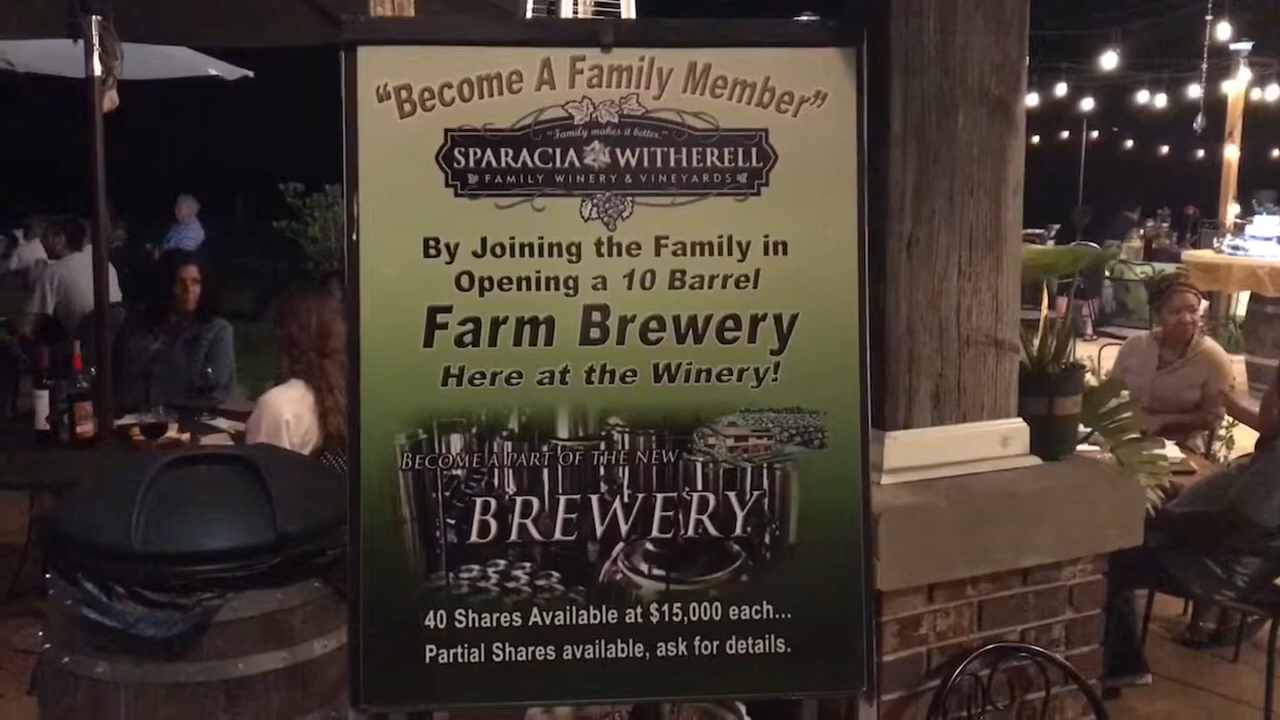 "Become A Family Member"
"Family makes it better."
SPARACIA WITHERELL
FAMILY WINERY & VINEYARDS
By Joining the Family in
Opening a 10 Barrel
Farm Brewery
Here at the Winery!
BECOME A PART OF THE NEW
BREWERY
40 Shares Available at $15,000 each...
Partial Shares available, ask for details.